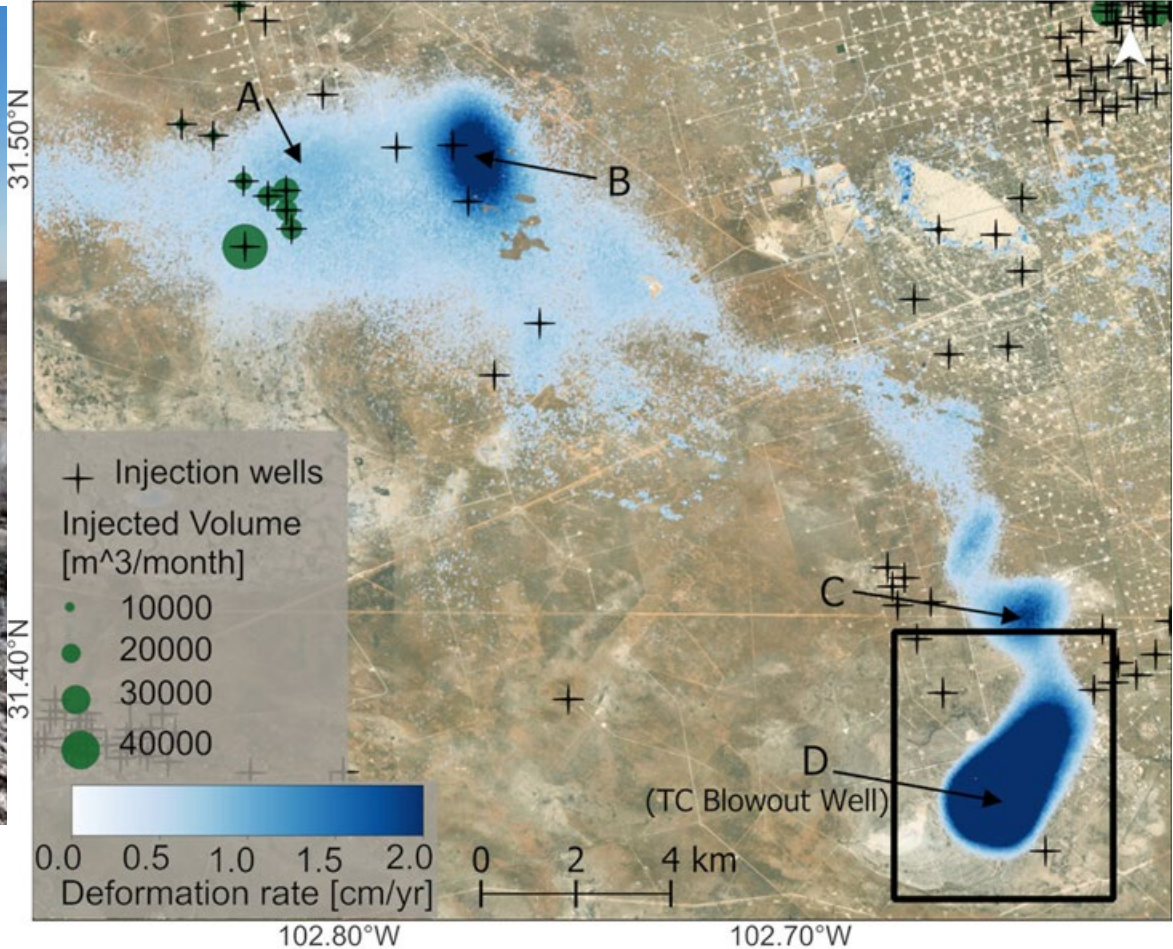 A
B
C
D
(TC Blowout Well)
31.50°N
31.40°N
Injection wells
Injected Volume
[m^3/month]
10000
20000
30000
40000
0.0 0.5 1.0 1.5 2.0
Deformation rate [cm/yr]
0 2 4 km
102.80°W 102.70°W